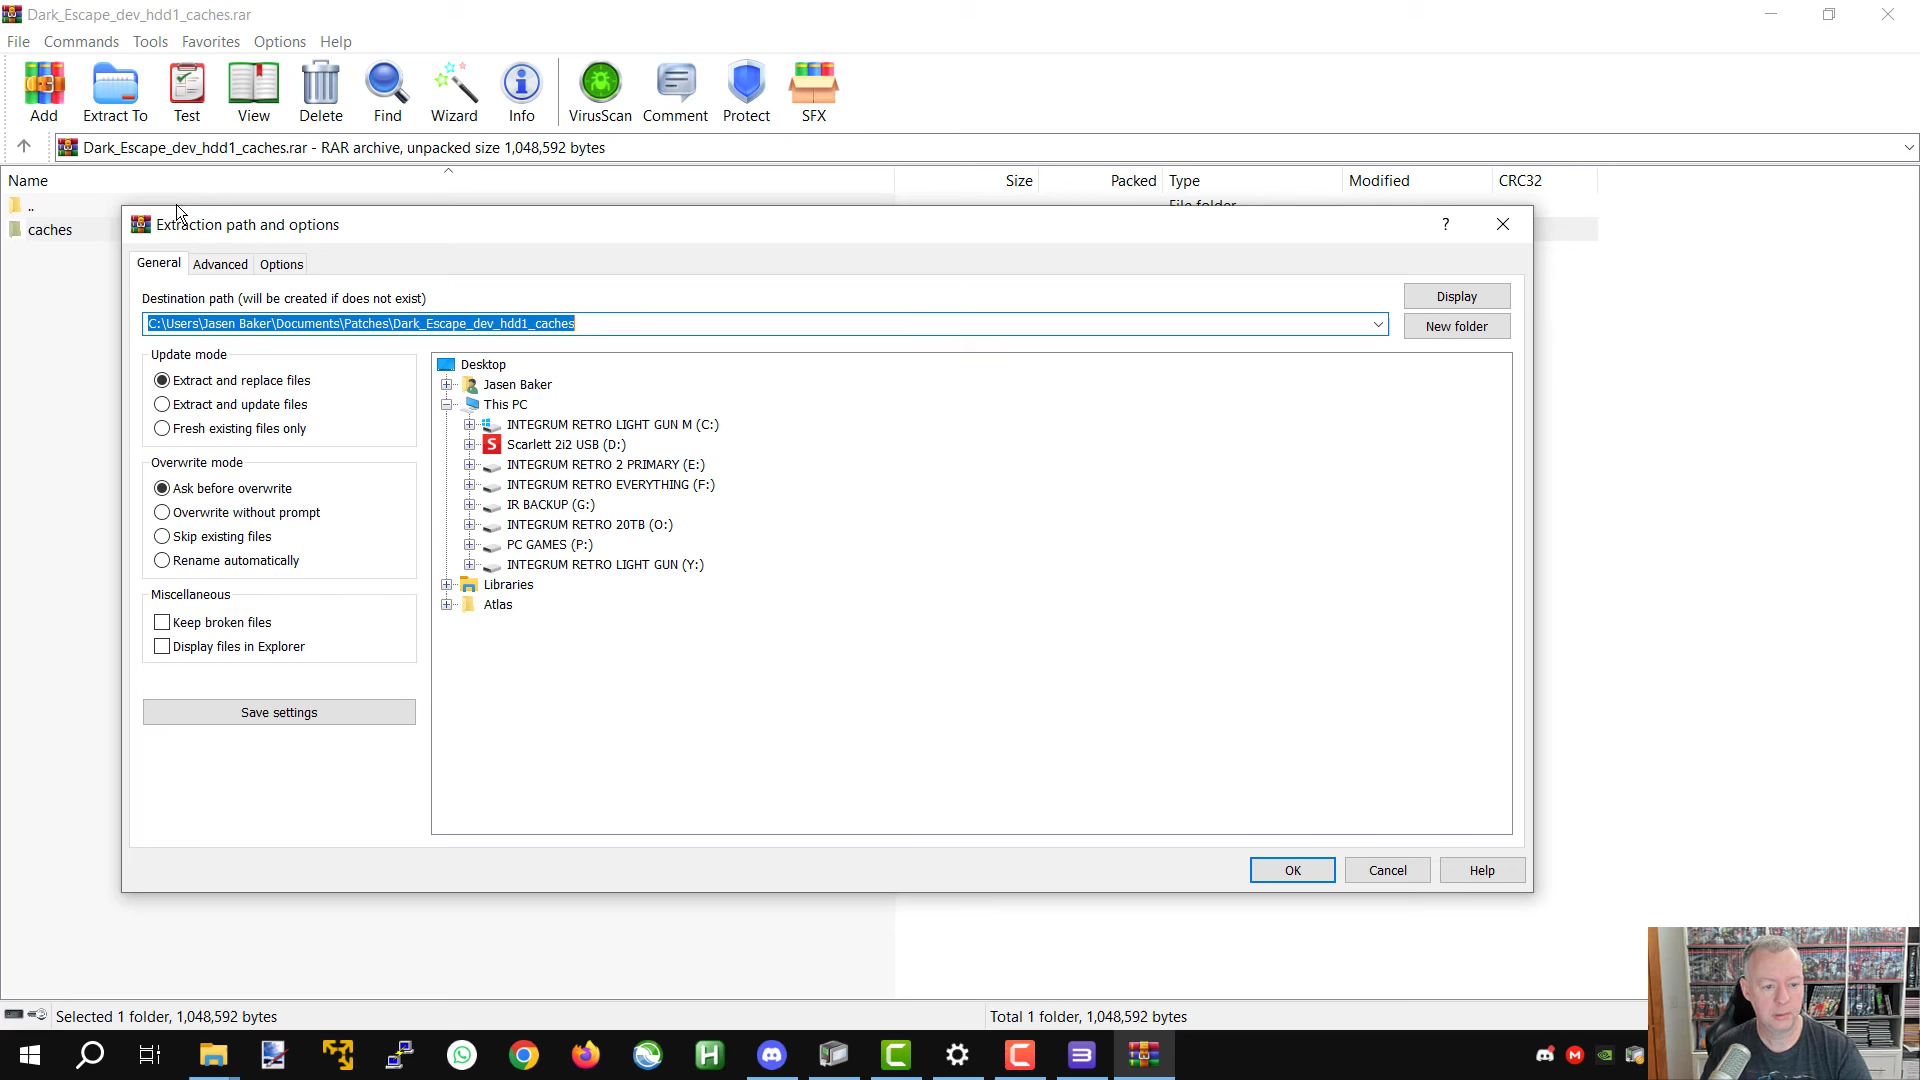 Dark_Escape_dev_hdd1_caches.rar
File Commands Tools Favorites Options Help
Add Extract To Test View Delete Find Wizard Info VirusScan Comment Protect SFX
Dark_Escape_dev_hdd1_caches.rar - RAR archive, unpacked size 1,048,592 bytes
Name Size Packed Type Modified CRC32
.. File folder
caches
Extraction path and options ?
General Advanced Options
Destination path (will be created if does not exist)
Display
C:\Users\Jasen Baker\Documents\Patches\Dark_Escape_dev_hdd1_caches
New folder
Update mode
Extract and replace files
Extract and update files
Fresh existing files only
Overwrite mode
Ask before overwrite
Overwrite without prompt
Skip existing files
Rename automatically
Miscellaneous
Keep broken files
Display files in Explorer
Save settings
Desktop
Jasen Baker
This PC
INTEGRUM RETRO LIGHT GUN M (C:)
Scarlett 2i2 USB (D:)
INTEGRUM RETRO 2 PRIMARY (E:)
INTEGRUM RETRO EVERYTHING (F:)
IR BACKUP (G:)
INTEGRUM RETRO 20TB (O:)
PC GAMES (P:)
INTEGRUM RETRO LIGHT GUN (Y:)
Libraries
Atlas
OK Cancel Help
Selected 1 folder, 1,048,592 bytes
Total 1 folder, 1,048,592 bytes